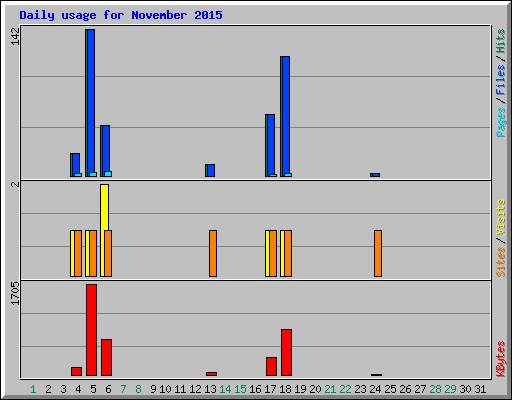 Daily usage for November 2015
142
Pages / Files / Hits
2
Sites / Visits
1705
KBytes
1 2 3 4 5 6 7 8 9 10 11 12 13 14 15 16 17 18 19 20 21 22 23 24 25 26 27 28 29 30 31